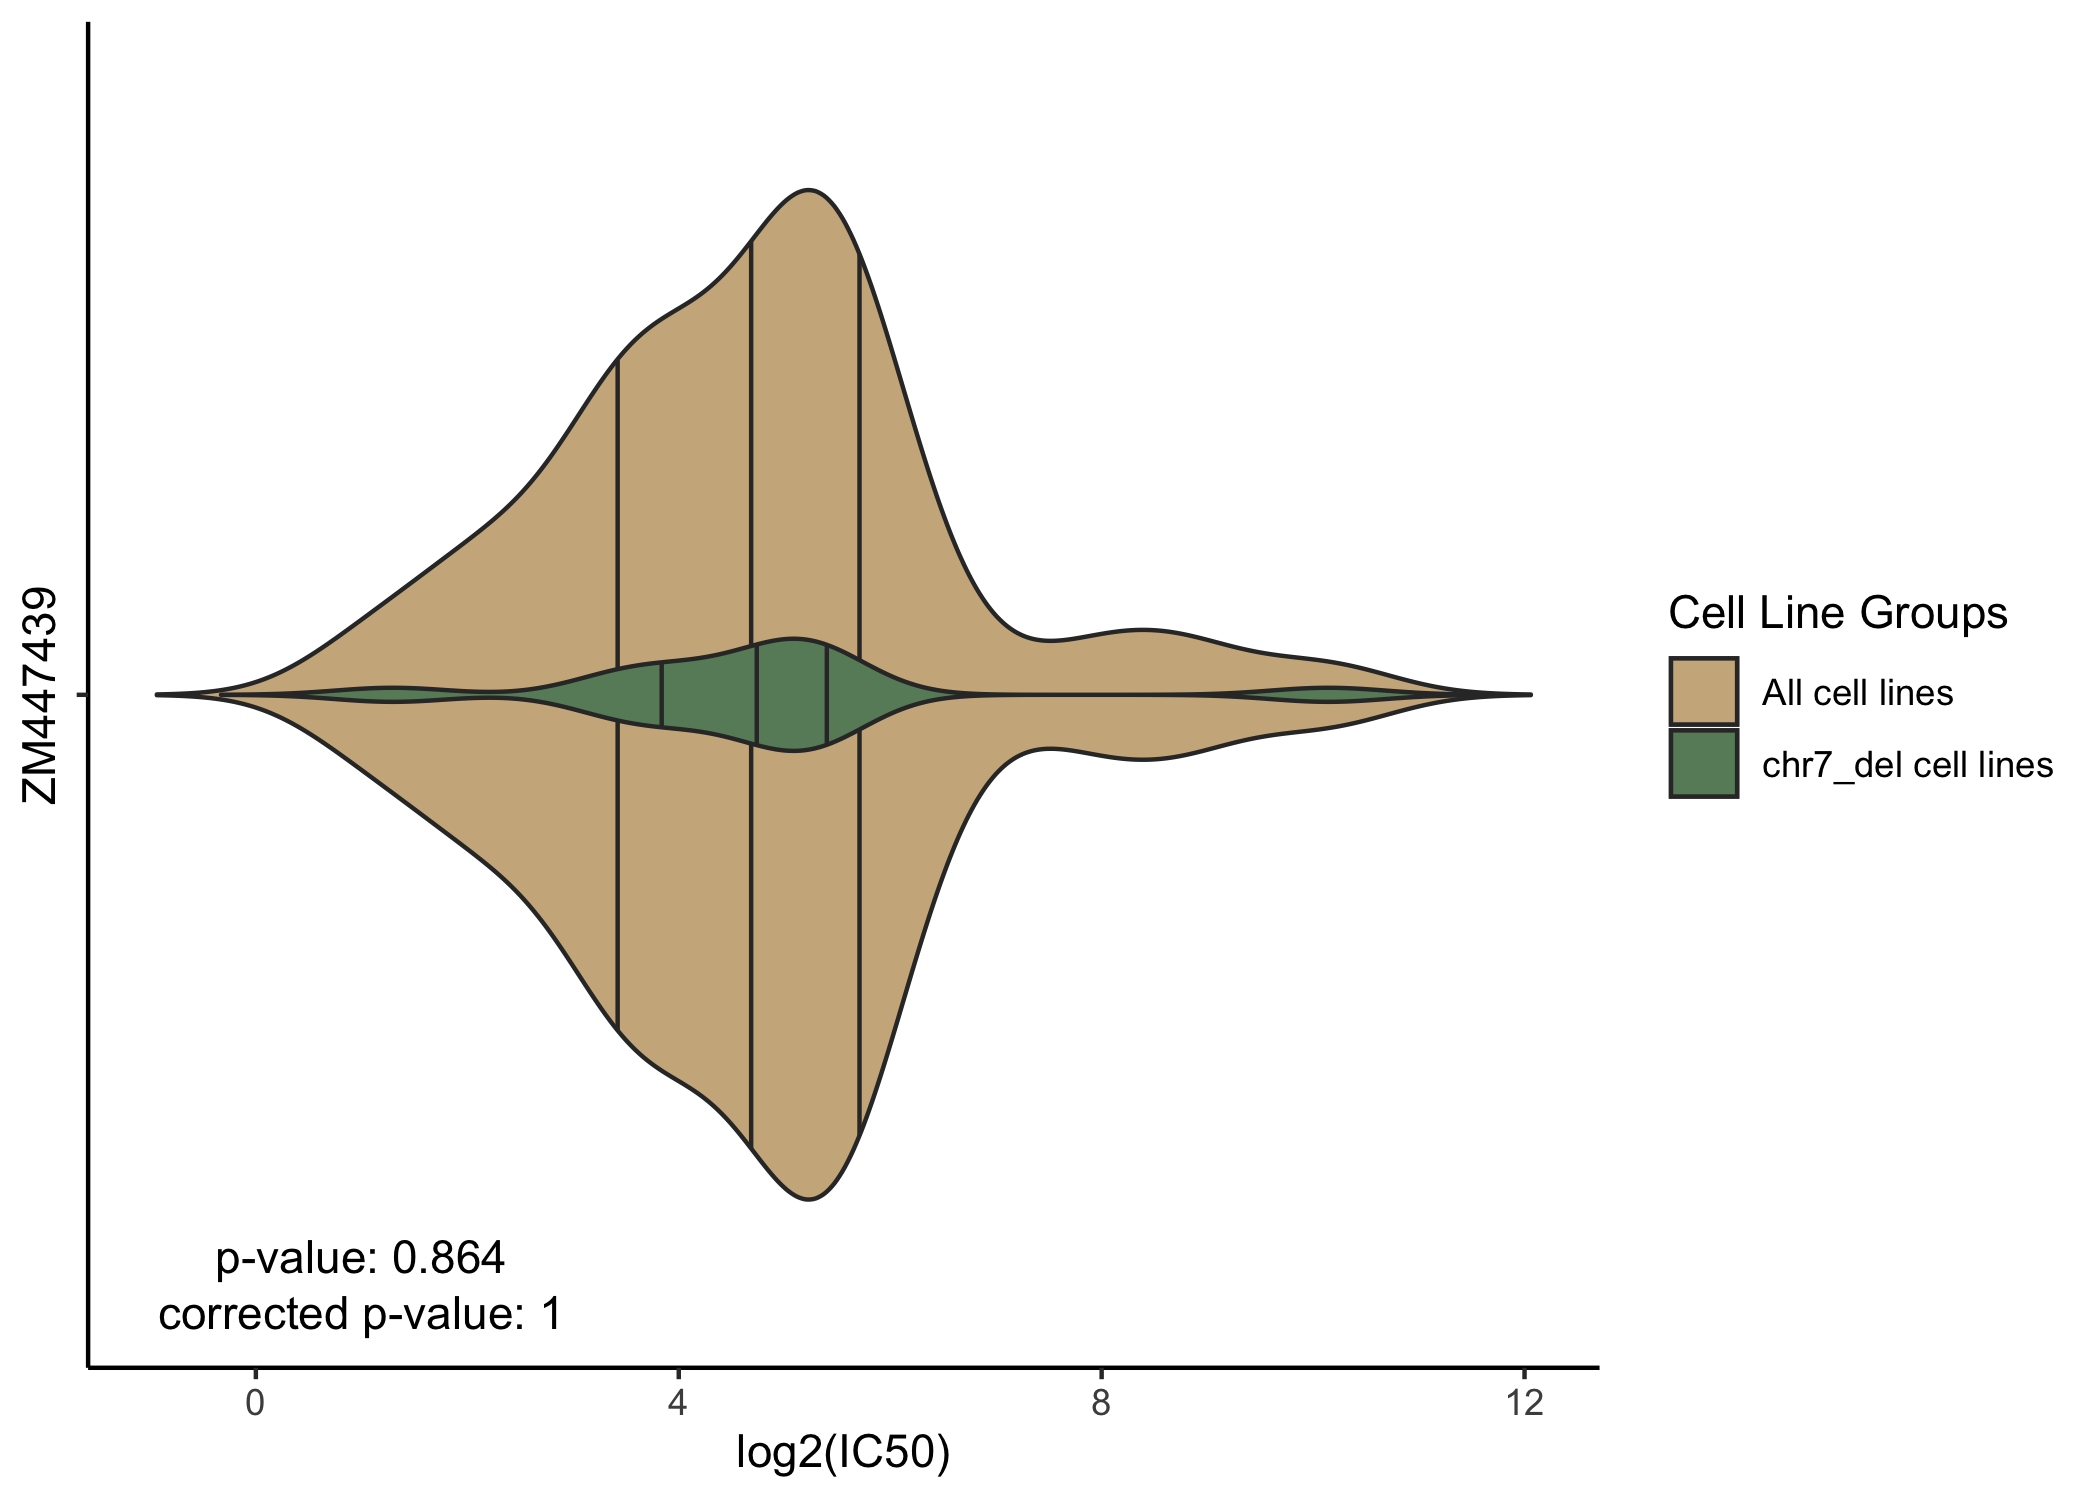 ZM447439
p-value: 0.864
corrected p-value: 1
0 4 8 12
log2(IC50)
Cell Line Groups
All cell lines
chr7_del cell lines